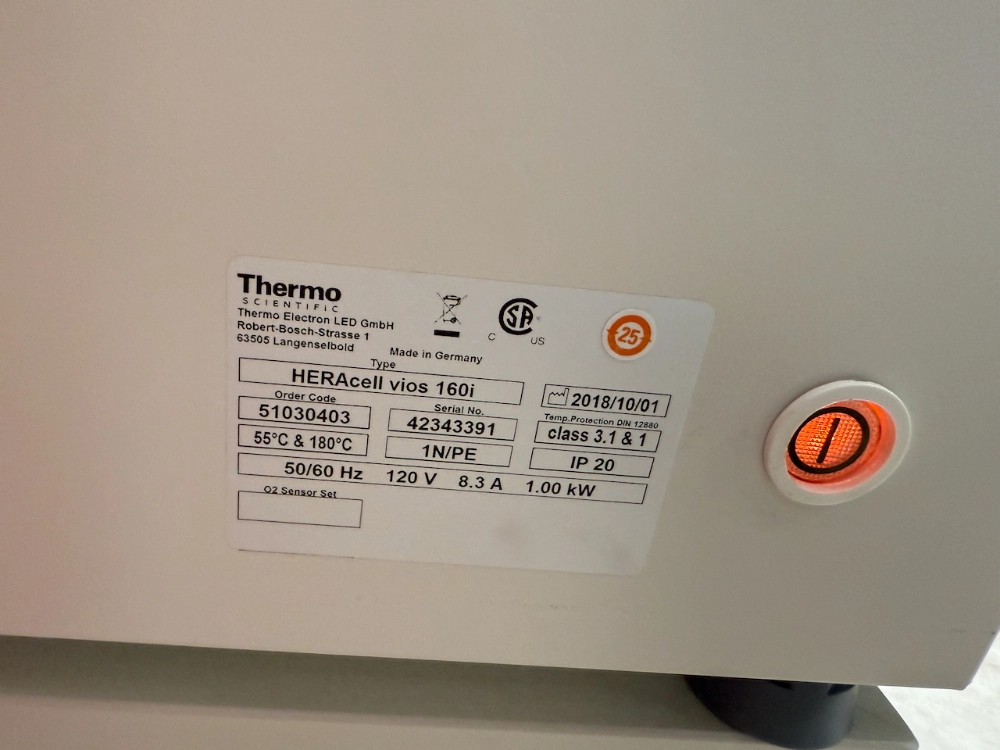 Thermo
SCIENTIFIC
Thermo Electron LED GmbH
Robert-Bosch-Strasse 1
63505 Langenselbold
Made in Germany
C SA US
25
Type
HERAcell vios 160i
2018/10/01
Order Code
51030403
Serial No.
42343391
Temp.Protection DIN 12880
class 3.1 & 1
55°C & 180°C
1N/PE
IP 20
50/60 Hz 120 V 8.3 A 1.00 kW
O2 Sensor Set